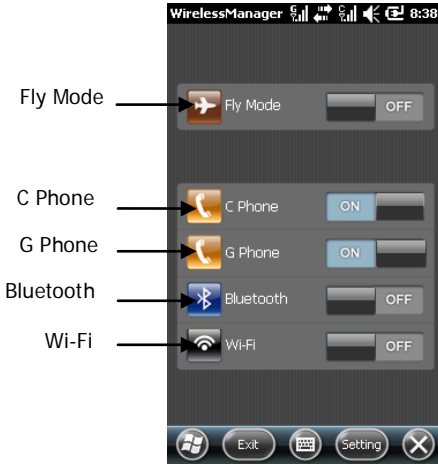 WirelessManager 8:38
Fly Mode Fly Mode OFF
C Phone C Phone ON
G Phone G Phone ON
Bluetooth Bluetooth OFF
Wi-Fi Wi-Fi OFF
Exit Setting